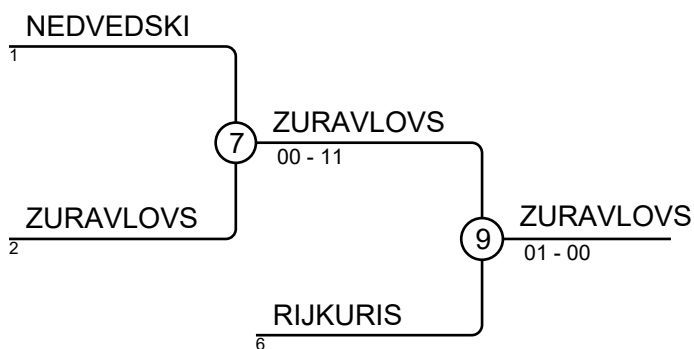 NEDVEDSKI
1
7
ZURAVLOVS
00 - 11
ZURAVLOVS
2
9
ZURAVLOVS
01 - 00
RIJKURIS
6